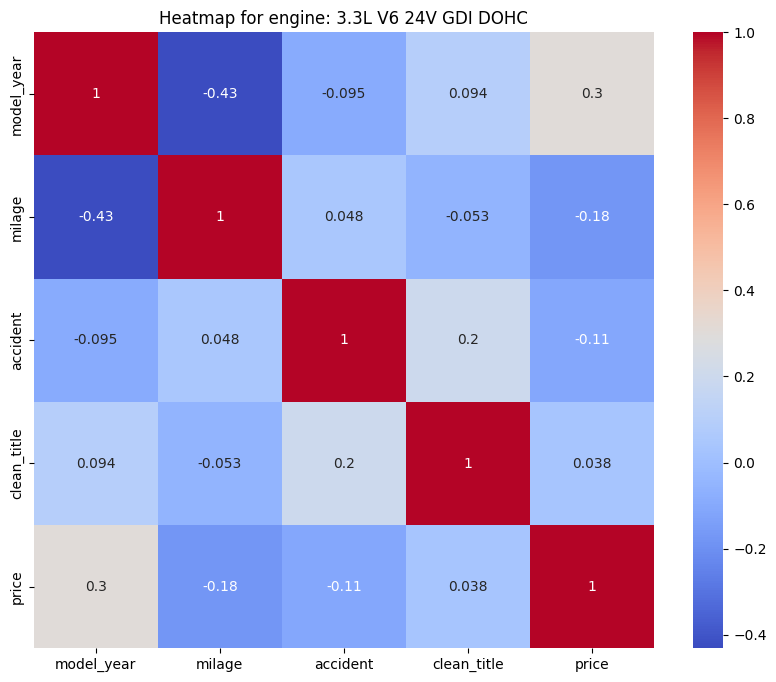 Heatmap for engine: 3.3L V6 24V GDI DOHC
model_year 1 -0.43 -0.095 0.094 0.3
milage -0.43 1 0.048 -0.053 -0.18
accident -0.095 0.048 1 0.2 -0.11
clean_title 0.094 -0.053 0.2 1 0.038
price 0.3 -0.18 -0.11 0.038 1
model_year milage accident clean_title price
1.0
0.8
0.6
0.4
0.2
0.0
−0.2
−0.4